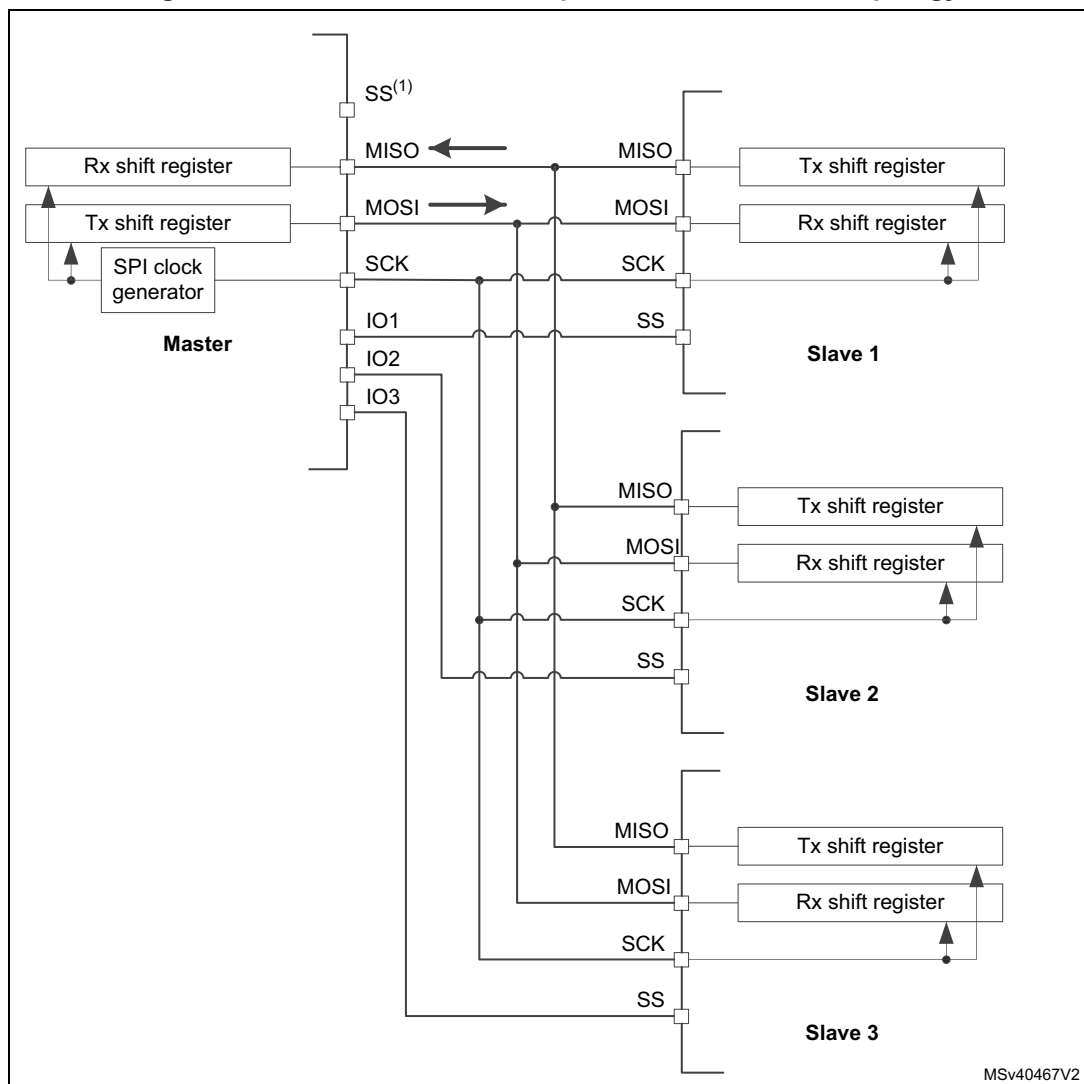 SS(1)
MISO
MISO
Rx shift register
Tx shift register
MOSI
MOSI
Tx shift register
Rx shift register
SCK
SCK
SPI clock
generator
IO1
SS
Master
Slave 1
IO2
IO3
MISO
Tx shift register
MOSI
Rx shift register
SCK
SS
Slave 2
MISO
Tx shift register
MOSI
Rx shift register
SCK
SS
Slave 3
MSv40467V2